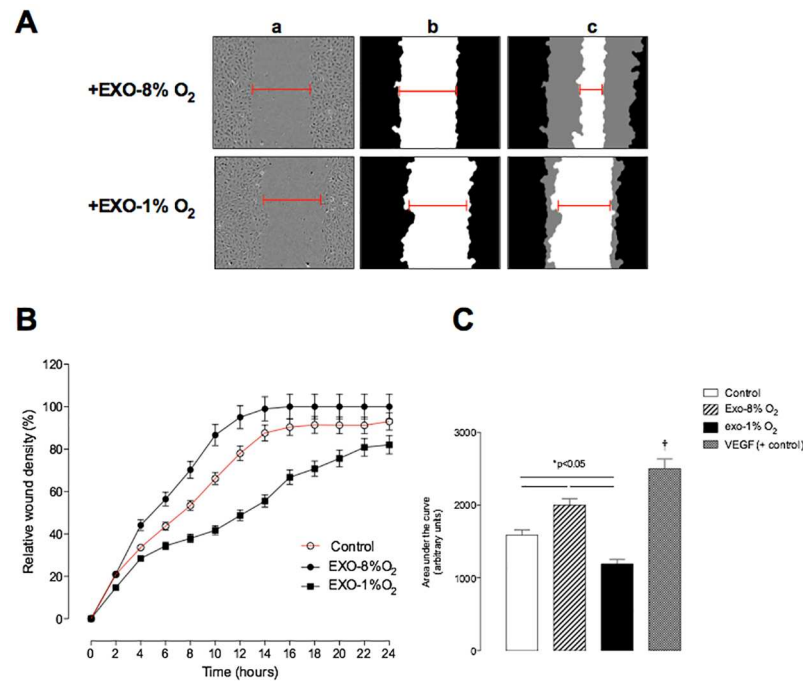 A
a b c
+EXO-8% O2
+EXO-1% O2
B
Relative wound density (%)
140
120
100
80
60
40
20
0
Control
EXO-8%O2
EXO-1%O2
0 2 4 6 8 10 12 14 16 18 20 22 24
Time (hours)
C
Control
Exo-8% O2
exo-1% O2
VEGF (+ control)
Area under the curve
(arbitrary units)
3000
2000
1000
0
*p<0.05
†